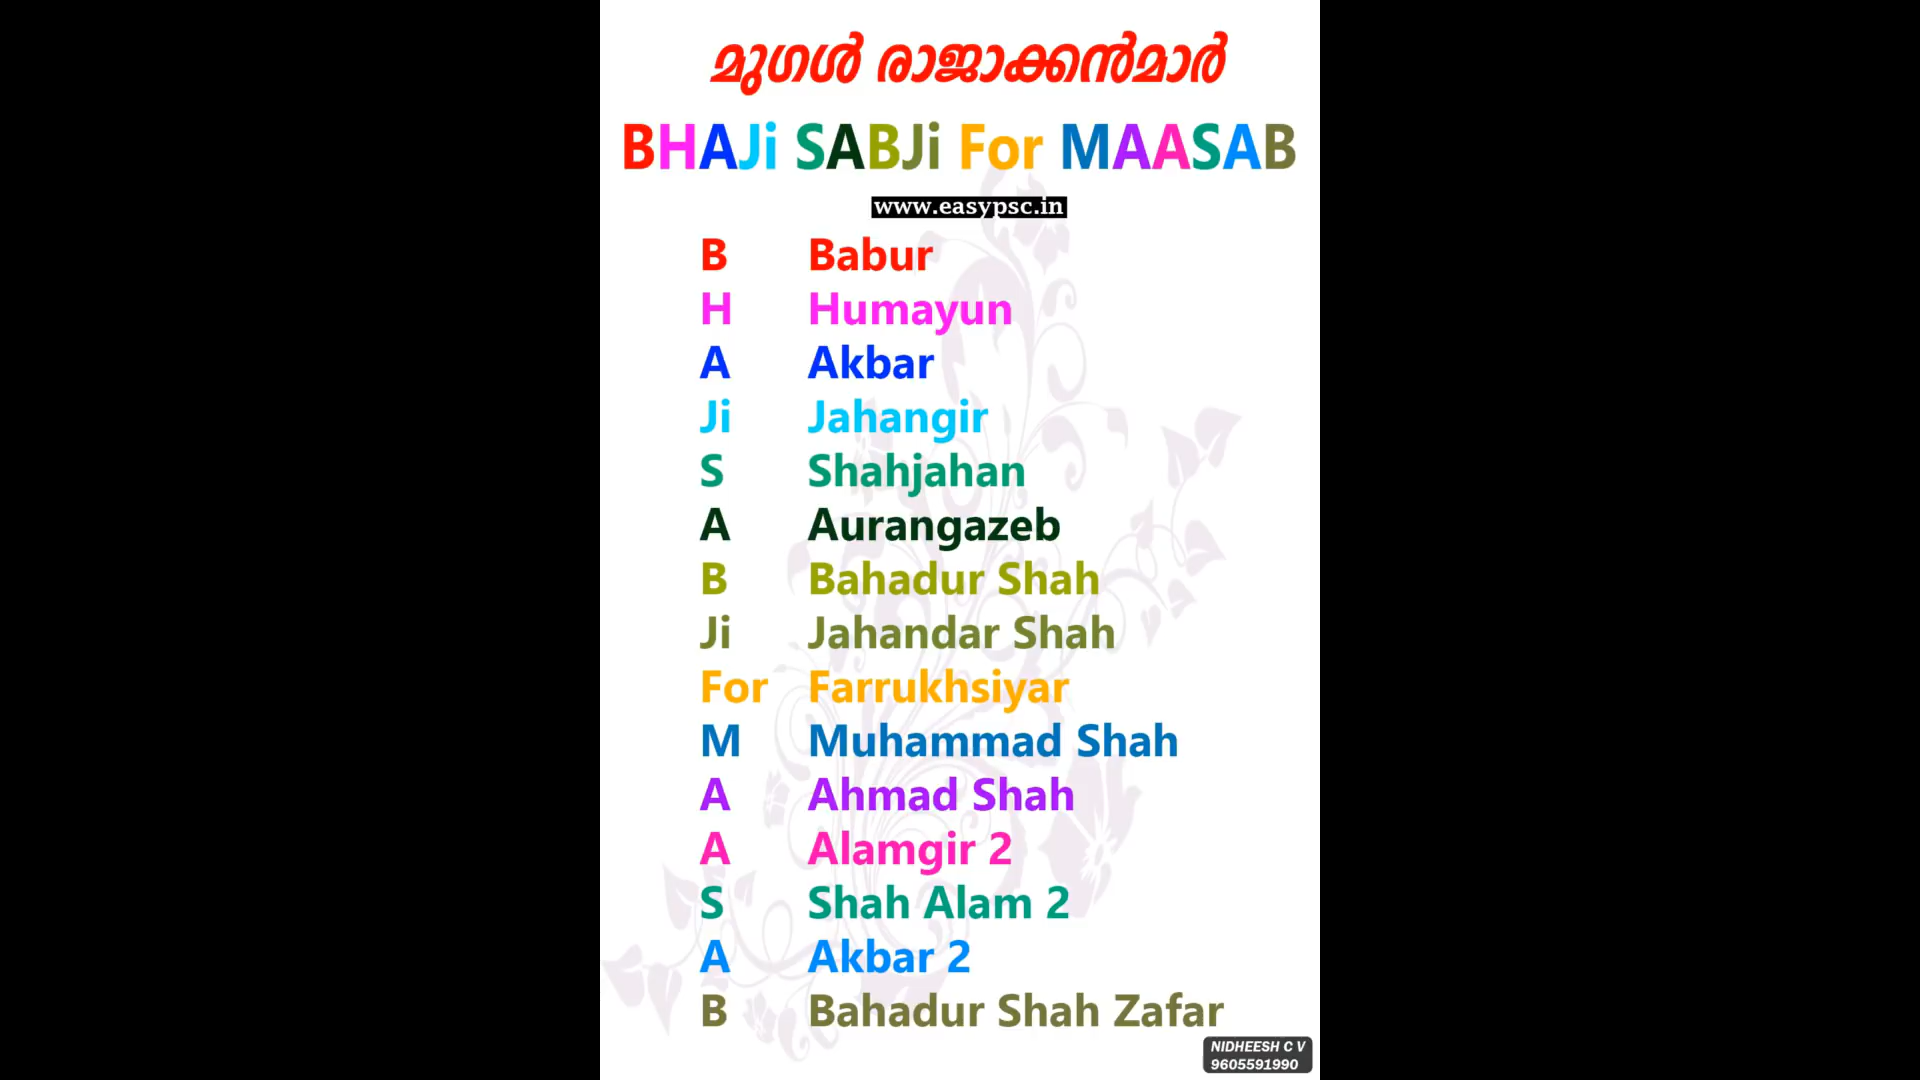 മുഗൾ രാജാക്കൻമാർ
BHAJi SABJi For MAASAB
www.easypsc.in
B Babur
H Humayun
A Akbar
Ji Jahangir
S Shahjahan
A Aurangazeb
B Bahadur Shah
Ji Jahandar Shah
For Farrukhsiyar
M Muhammad Shah
A Ahmad Shah
A Alamgir 2
S Shah Alam 2
A Akbar 2
B Bahadur Shah Zafar
NIDHEESH C V
9605591990